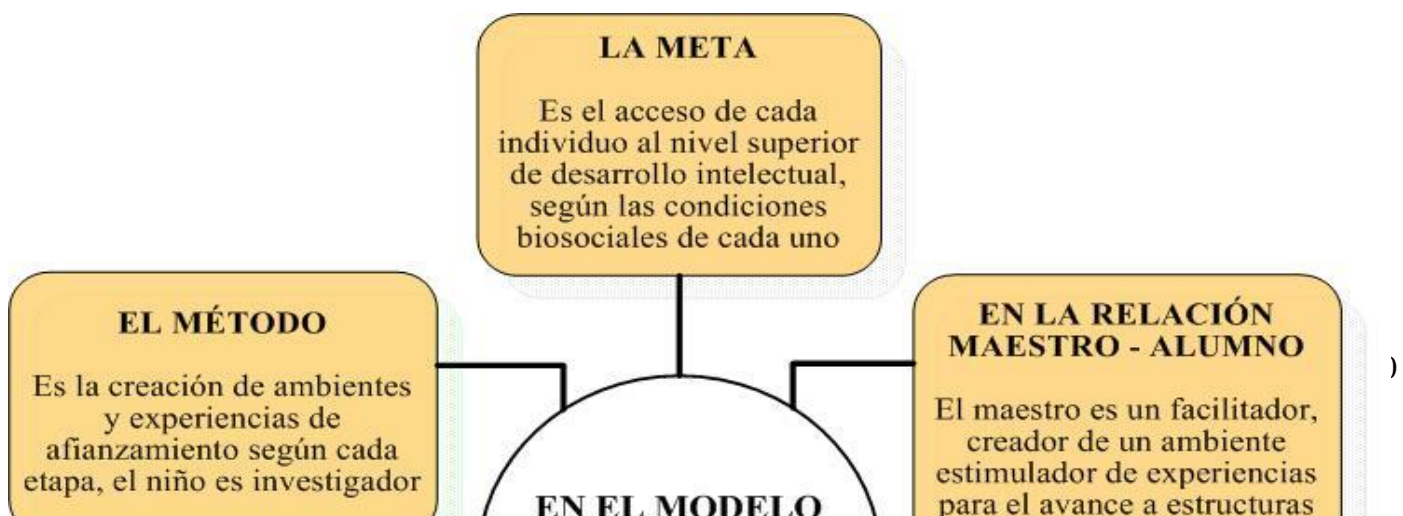 LA META
Es el acceso de cada
individuo al nivel superior
de desarrollo intelectual,
según las condiciones
biosociales de cada uno
EL MÉTODO
Es la creación de ambientes
y experiencias de
afianzamiento según cada
etapa, el niño es investigador
EN LA RELACIÓN
MAESTRO - ALUMNO
El maestro es un facilitador,
creador de un ambiente
estimulador de experiencias
para el avance a estructuras
)
EN EL MODELO